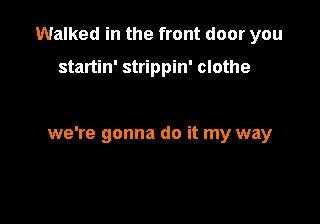 Walked in the front door you
startin' strippin' clothe
we're gonna do it my way